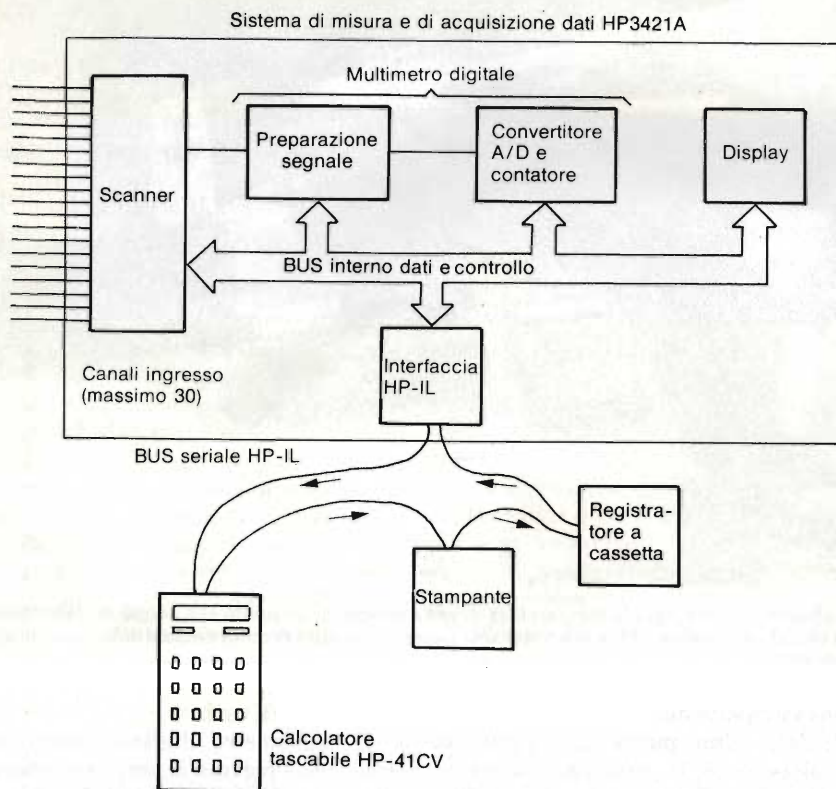 Sistema di misura e di acquisizione dati HP3421A
Multimetro digitale
Scanner
Preparazione
segnale
Convertitore
A/D e
contatore
Display
BUS interno dati e controllo
Canali ingresso
(massimo 30)
Interfaccia
HP-IL
BUS seriale HP-IL
Registra-
tore a
cassetta
Stampante
Calcolatore
tascabile HP-41CV